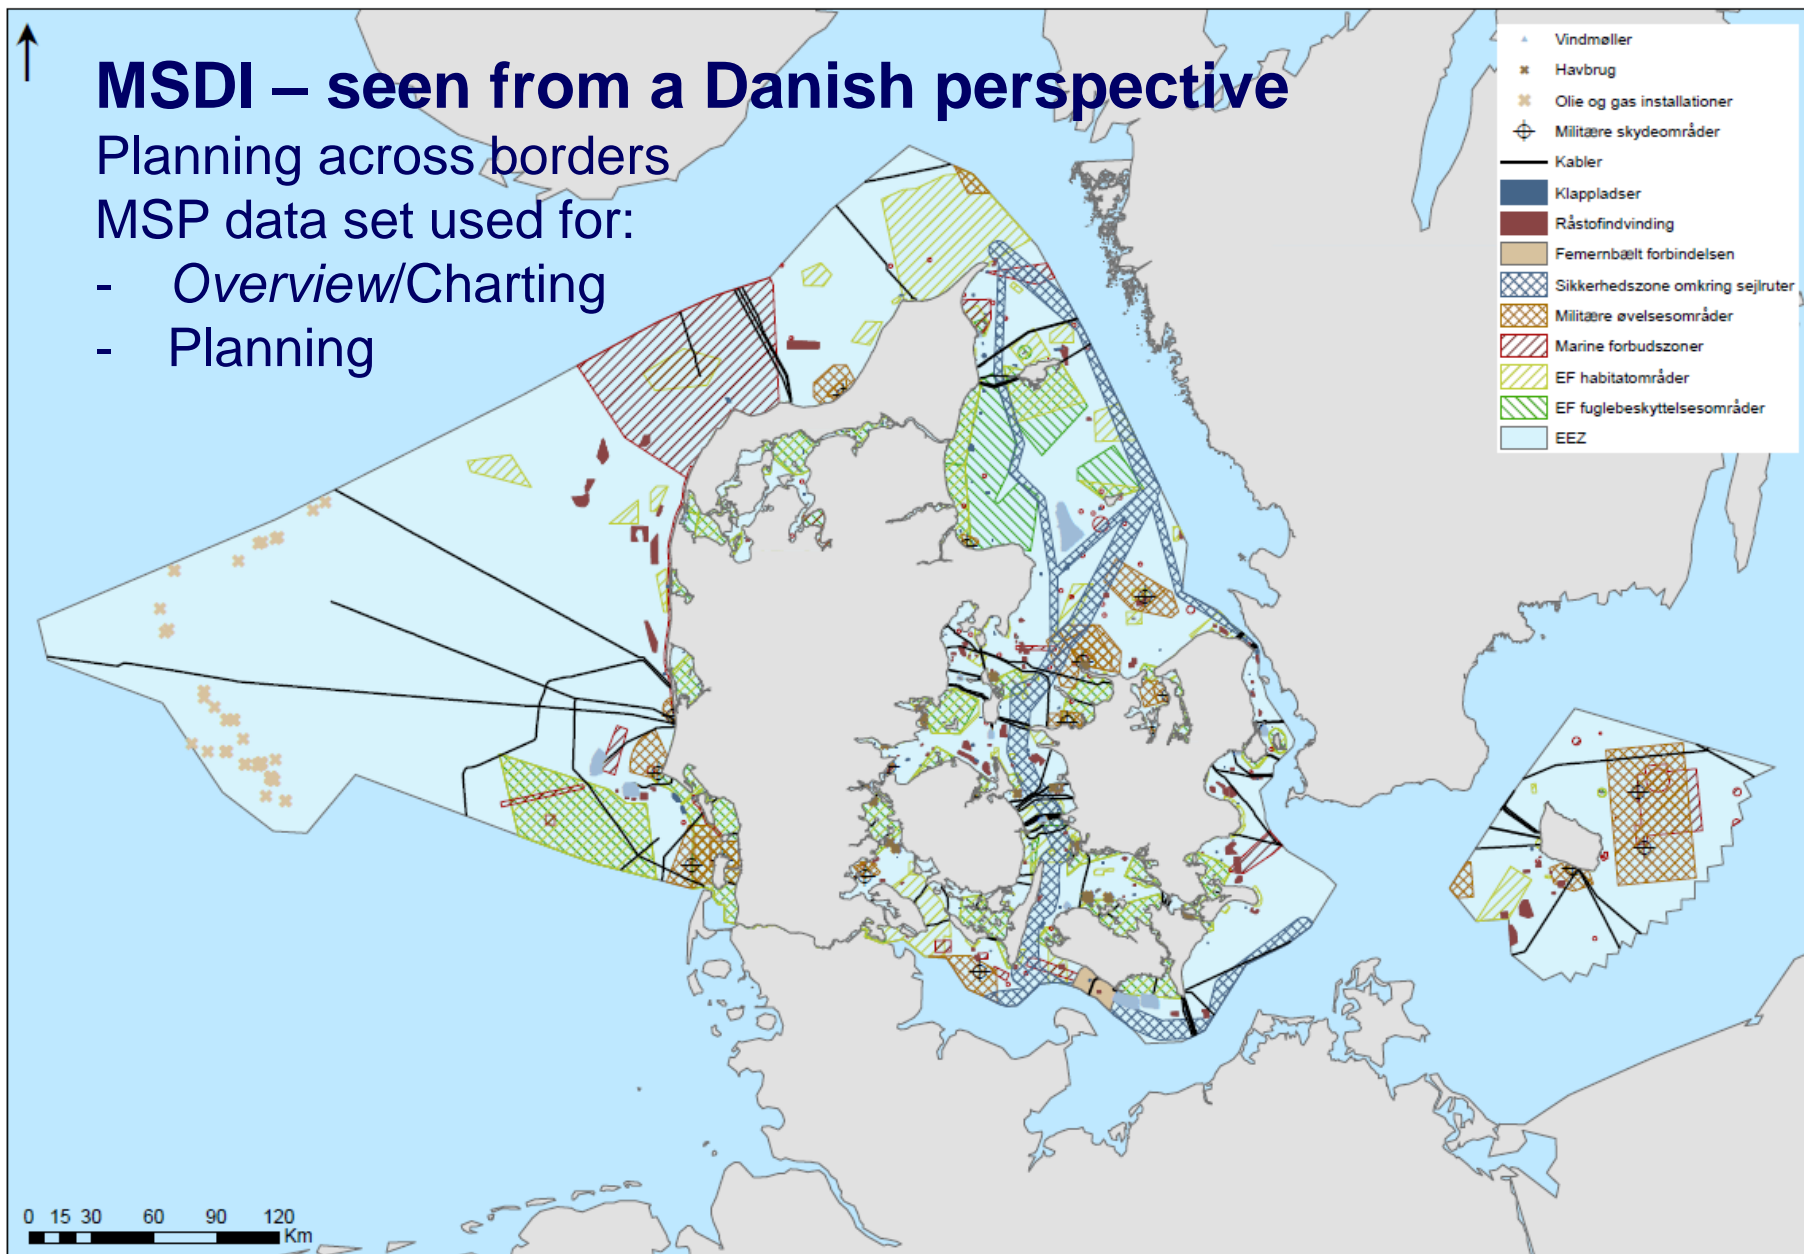 MSDI – seen from a Danish perspective
Planning across borders
MSP data set used for:
- Overview/Charting
- Planning
Vindmøller
Havbrug
Olie og gas installationer
Militære skydeområder
Kabler
Klappladser
Råstofindvinding
Femernbælt forbindelsen
Sikkerhedszone omkring sejlruter
Militære øvelsesområder
Marine forbudszoner
EF habitatområder
EF fuglebeskyttelsesområder
EEZ
0 15 30 60 90 120
Km